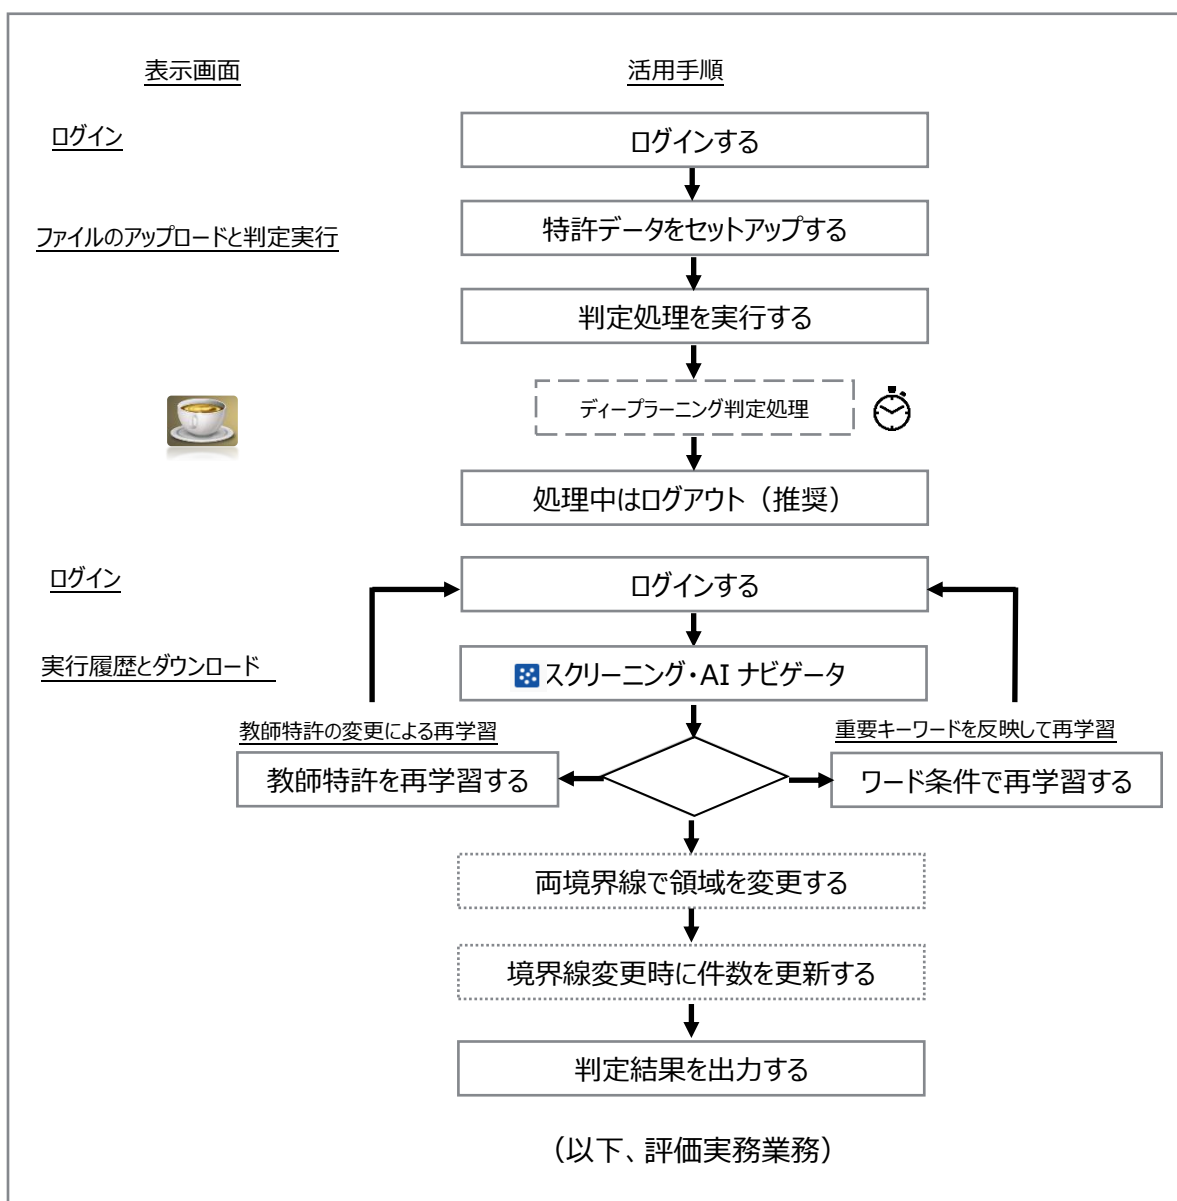 表示画面
活用手順
ログイン
ログインする
ファイルのアップロードと判定実行
特許データをセットアップする
判定処理を実行する
ディープラーニング判定処理
処理中はログアウト（推奨）
ログイン
ログインする
実行履歴とダウンロード
スクリーニング・AI ナビゲータ
教師特許の変更による再学習
重要キーワードを反映して再学習
教師特許を再学習する
ワード条件で再学習する
両境界線で領域を変更する
境界線変更時に件数を更新する
判定結果を出力する
（以下、評価実務業務）